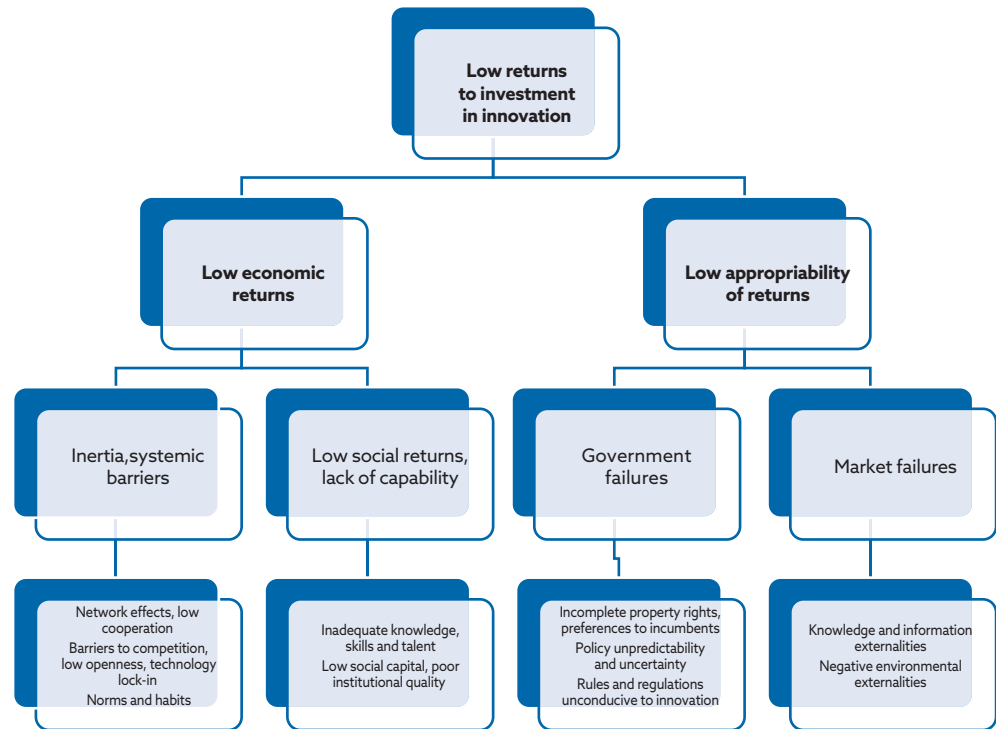 Low returns
to investment
in innovation
Low economic
returns
Low appropriability
of returns
Inertia,systemic
barriers
Low social returns,
lack of capability
Government
failures
Market failures
Network effects, low
cooperation
Barriers to competition,
low openness, technology
lock-in
Norms and habits
Inadequate knowledge,
skills and talent
Low social capital, poor
institutional quality
Incomplete property rights,
preferences to incumbents
Policy unpredictability
and uncertainty
Rules and regulations
unconducive to innovation
Knowledge and information
externalities
Negative environmental
externalities